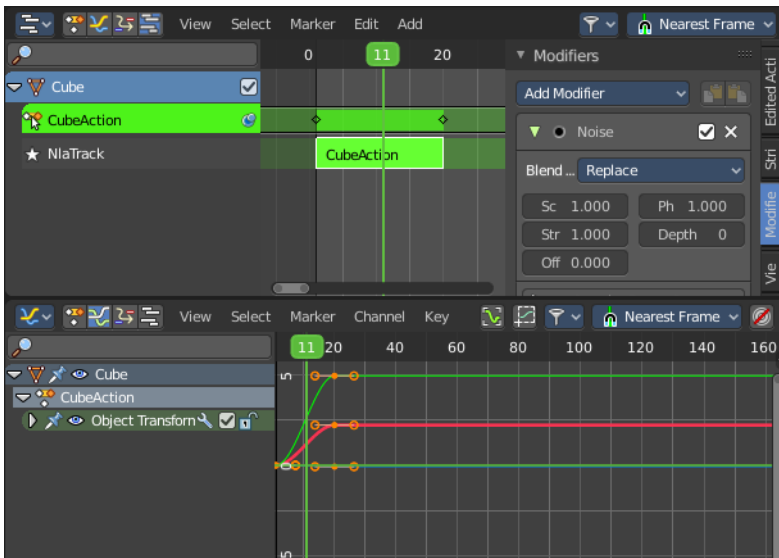 View Select Marker Edit Add Nearest Frame
0 11 20
Modifiers
Cube
Add Modifier
CubeAction
Noise
NlaTrack
CubeAction
Blend ... Replace
Sc 1.000 Ph 1.000
Str 1.000 Depth 0
Off 0.000
Edited Acti
Stri
Modifie
Vie
View Select Marker Channel Key Nearest Frame
11 20 40 60 80 100 120 140 160
Cube
CubeAction
Object Transform
5
0
5